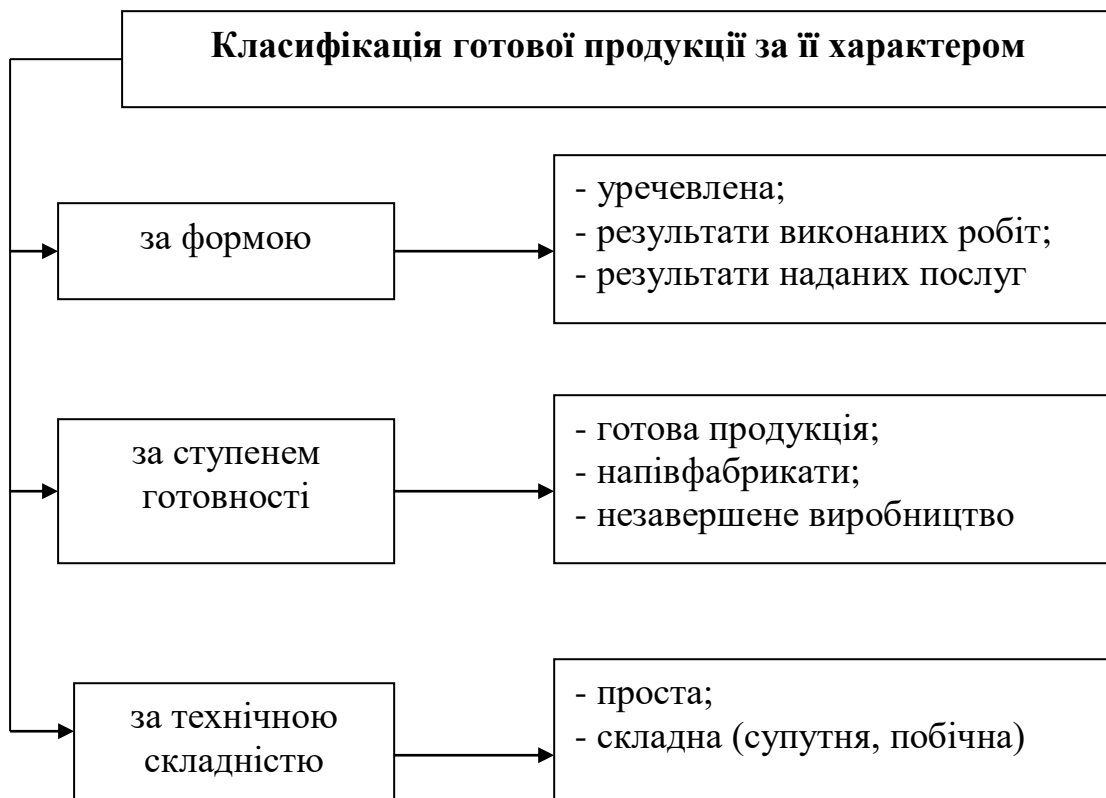 Класифікація готової продукції за її характером
за формою
- уречевлена;
- результати виконаних робіт;
- результати наданих послуг
за ступенем
готовності
- готова продукція;
- напівфабрикати;
- незавершене виробництво
за технічною
складністю
- проста;
- складна (супутня, побічна)